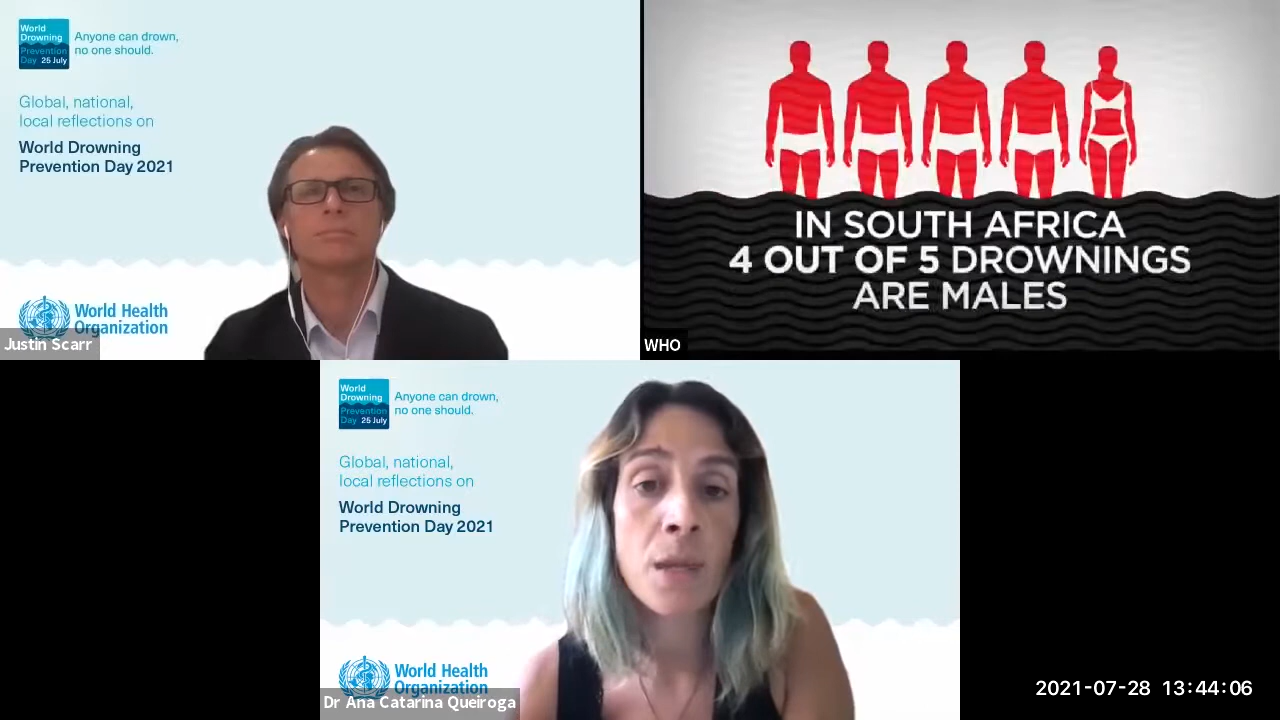 World
Drowning
Prevention
Day 25 July
Anyone can drown,
no one should.
Global, national,
local reflections on
World Drowning
Prevention Day 2021
World Health
Organization
Justin Scarr
IN SOUTH AFRICA
4 OUT OF 5 DROWNINGS
ARE MALES
WHO
World
Drowning
Prevention
Day 25 July
Anyone can drown,
no one should.
Global, national,
local reflections on
World Drowning
Prevention Day 2021
World Health
Organization
Dr Ana Catarina Queiroga
2021-07-28 13:44:06